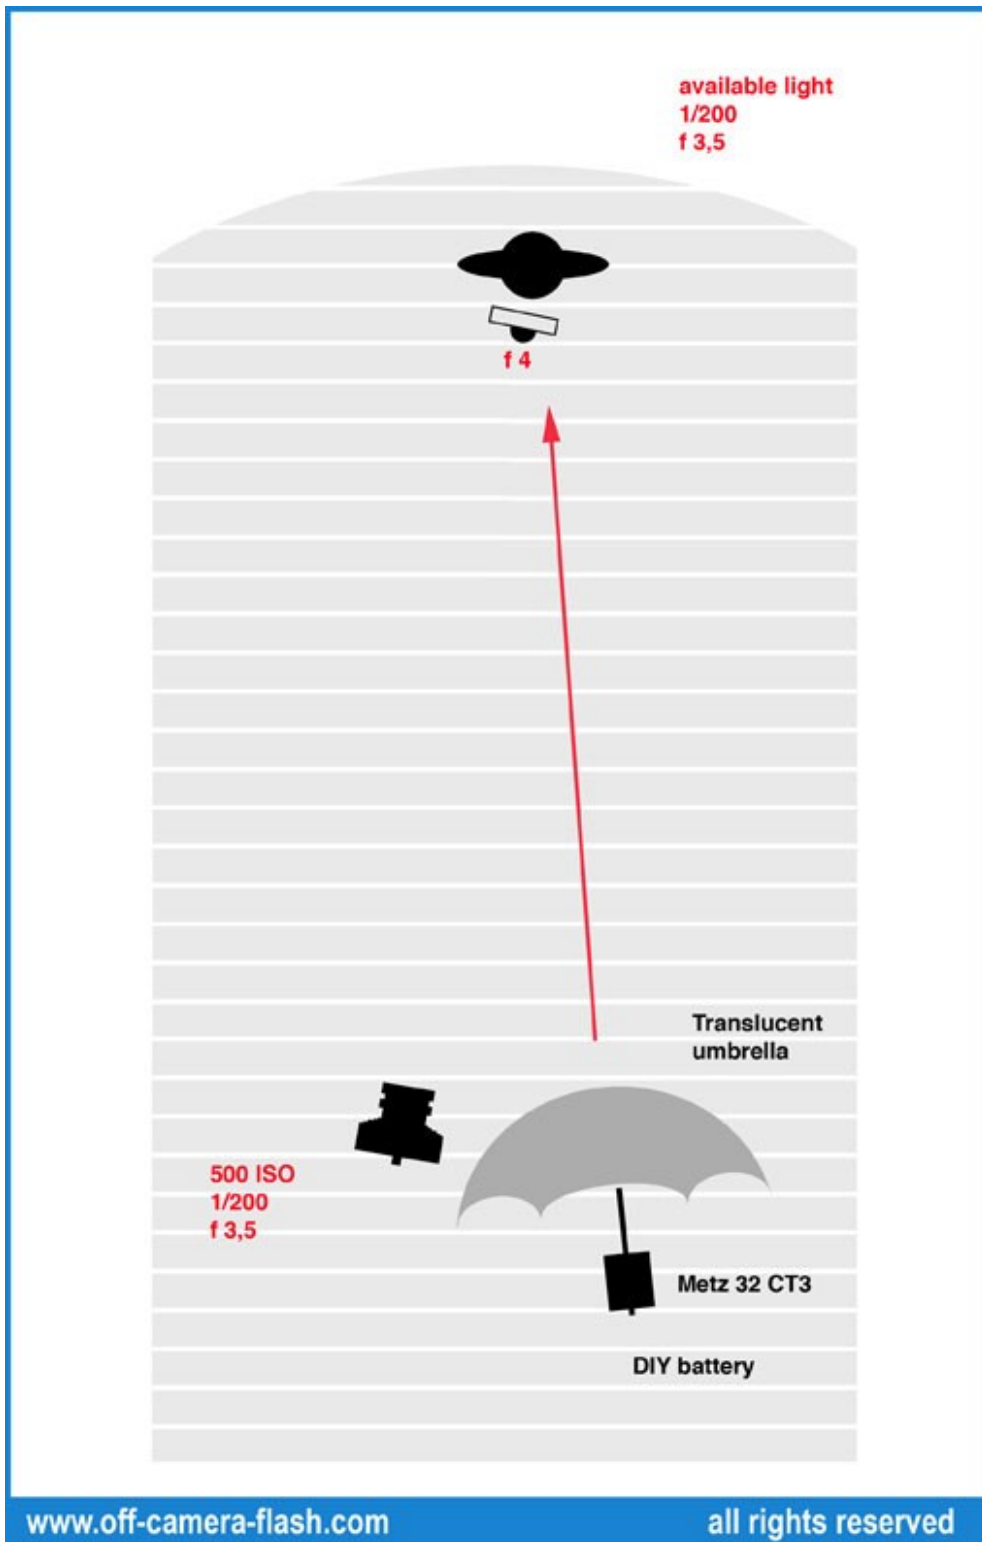 available light
1/200
f 3,5
f 4
Translucent
umbrella
500 ISO
1/200
f 3,5
Metz 32 CT3
DIY battery
www.off-camera-flash.com
all rights reserved